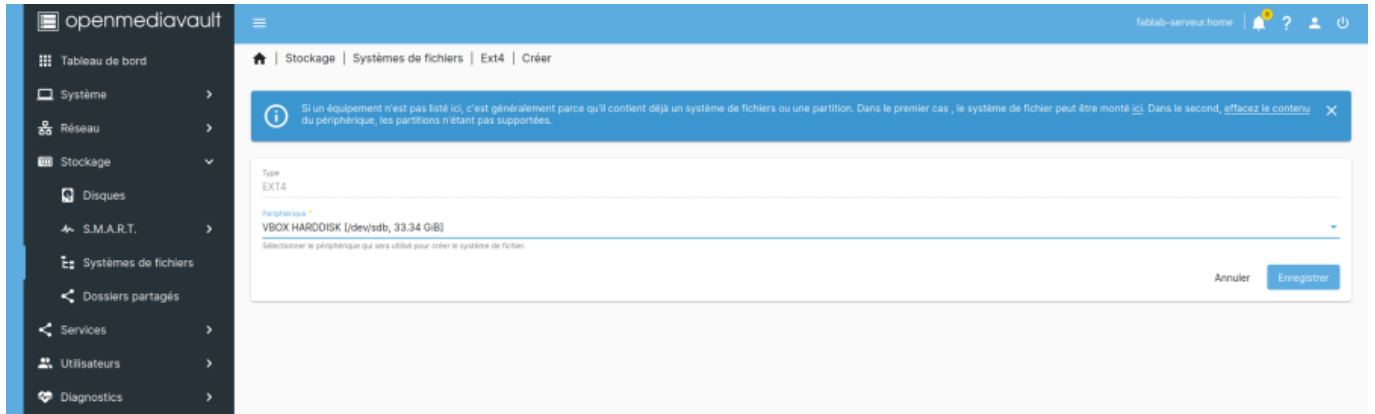 openmediavault
fablab-serveur.home
8
?
Tableau de bord
Stockage | Systèmes de fichiers | Ext4 | Créer
Système
Si un équipement n'est pas listé ici, c'est généralement parce qu'il contient déjà un système de fichiers ou une partition. Dans le premier cas , le système de fichier peut être monté ici. Dans le second, effacez le contenu
du périphérique, les partitions n'étant pas supportées.
Réseau
Stockage
Type
EXT4
Disques
Périphérique *
VBOX HARDDISK [/dev/sdb, 33.34 GiB]
S.M.A.R.T.
Sélectionner le périphérique qui sera utilisé pour créer le système de fichier.
Systèmes de fichiers
Annuler
Enregistrer
Dossiers partagés
Services
Utilisateurs
Diagnostics